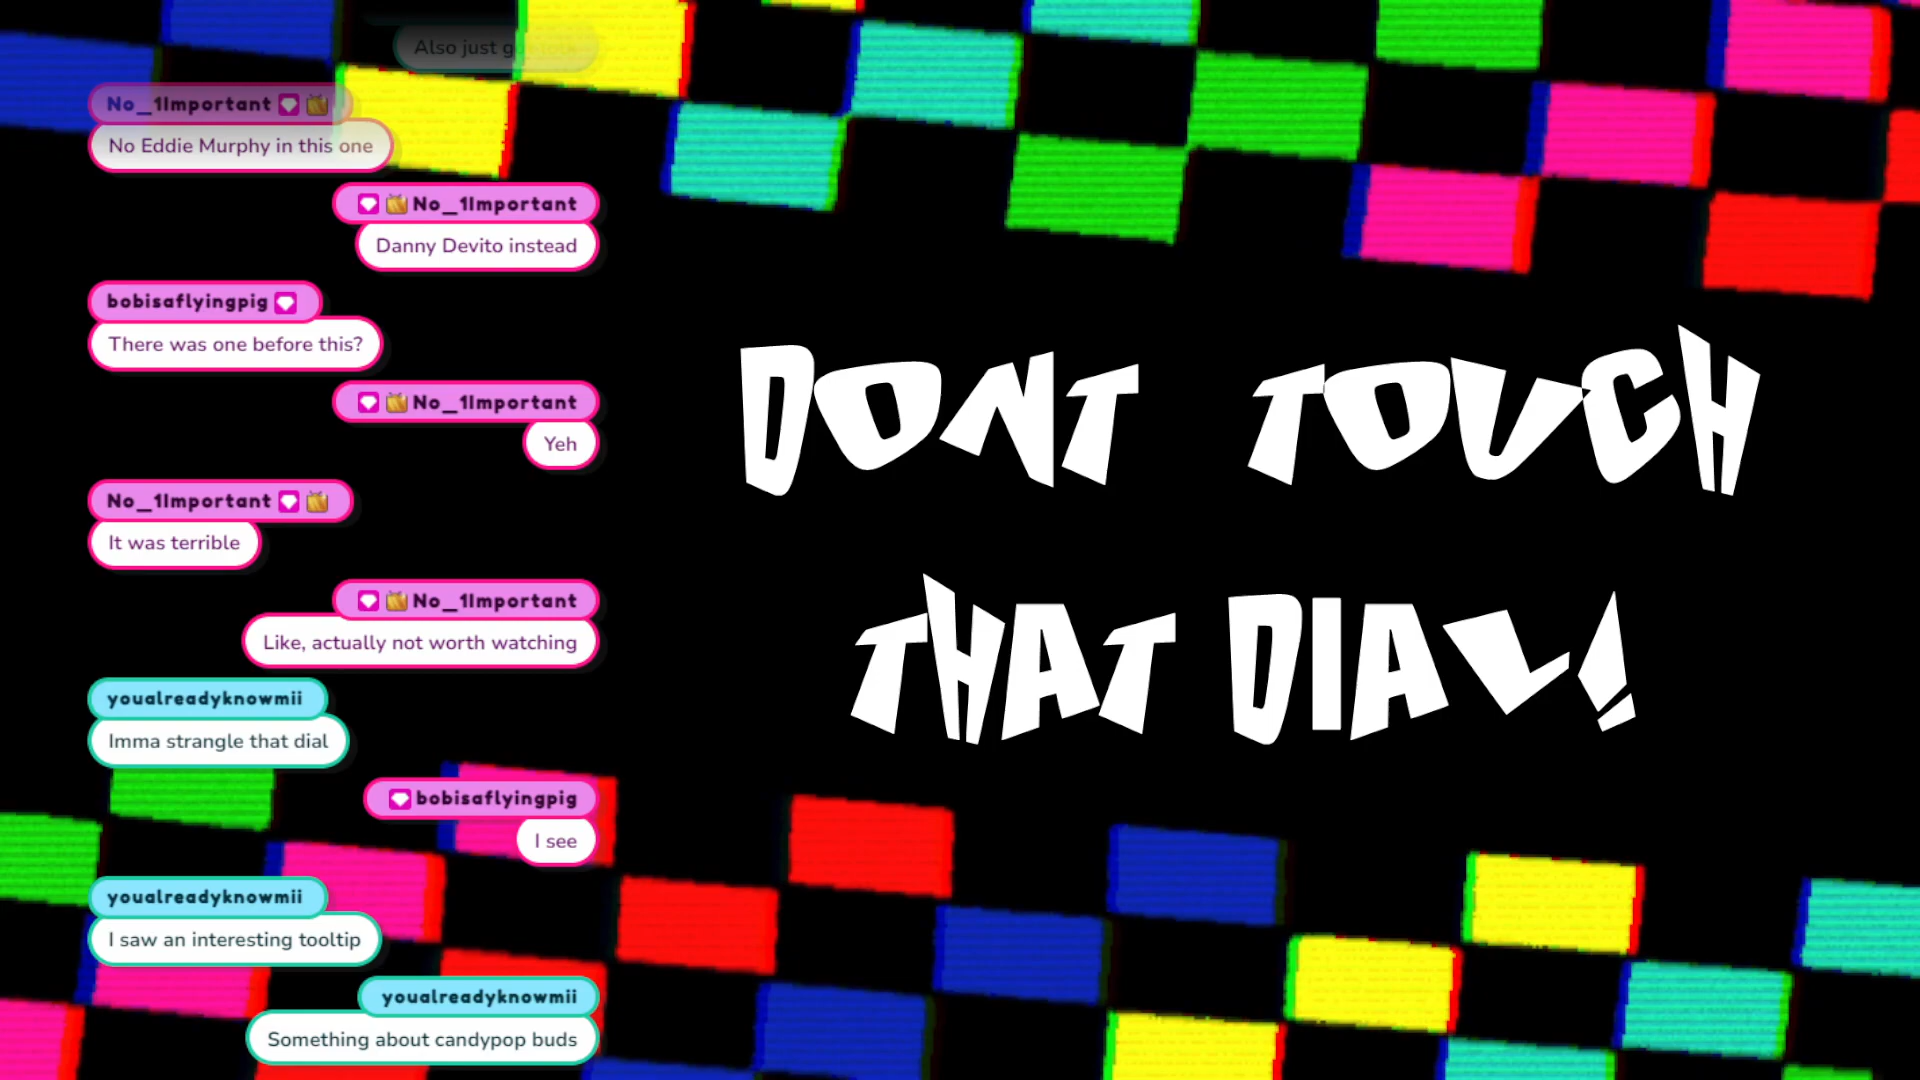 Also just g
No_1Important
No Eddie Murphy in this one
No_1Important
Danny Devito instead
bobisaflyingpig
There was one before this?
No_1Important
Yeh
No_1Important
It was terrible
No_1Important
Like, actually not worth watching
youalreadyknowmii
Imma strangle that dial
bobisaflyingpig
I see
youalreadyknowmii
I saw an interesting tooltip
youalreadyknowmii
Something about candypop buds
DONT TOUCH
THAT DIAL!